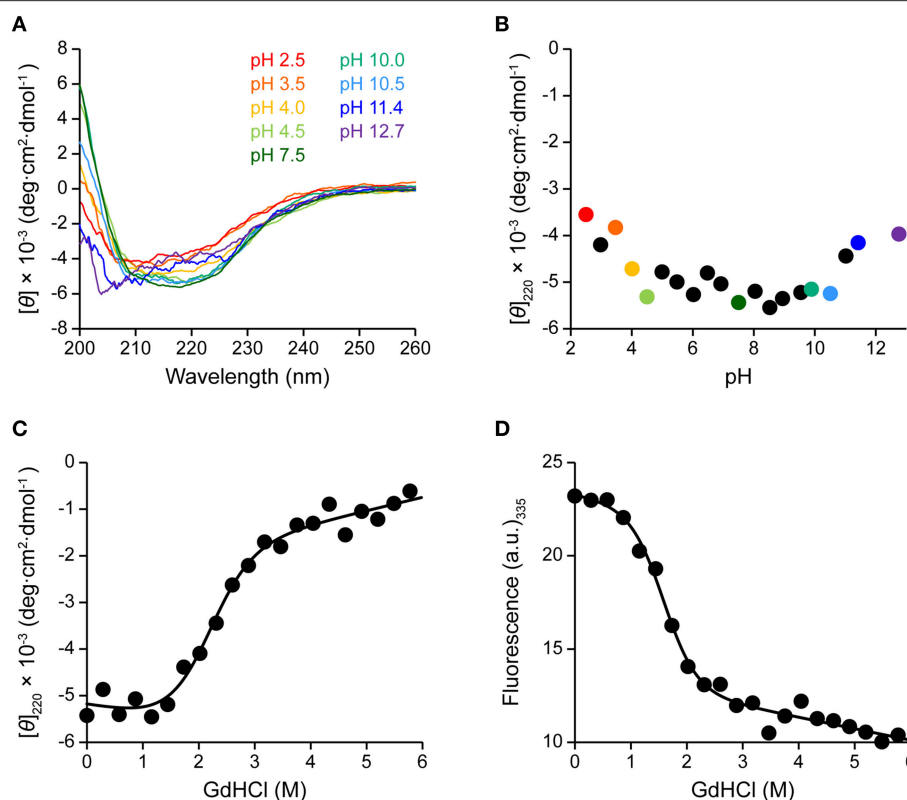 A
[θ] × 10⁻³ (deg·cm²·dmol⁻¹)
8
6
4
2
0
-2
-4
-6
-8
pH 2.5
pH 3.5
pH 4.0
pH 4.5
pH 7.5
pH 10.0
pH 10.5
pH 11.4
pH 12.7
200 210 220 230 240 250 260
Wavelength (nm)
B
[θ]₂₂₀ × 10⁻³ (deg·cm²·dmol⁻¹)
0
-1
-2
-3
-4
-5
-6
2 4 6 8 10 12
pH
C
[θ]₂₂₀ × 10⁻³ (deg·cm²·dmol⁻¹)
0
-1
-2
-3
-4
-5
-6
0 1 2 3 4 5 6
GdHCl (M)
D
Fluorescence (a.u.)₃₃₅
25
20
15
10
0 1 2 3 4 5
GdHCl (M)